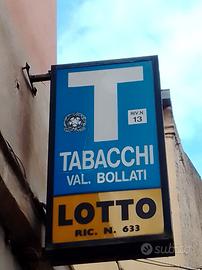 T
RIV. N.
13
TABACCHI
VAL. BOLLATI
LOTTO
RIC. N. 633
subito